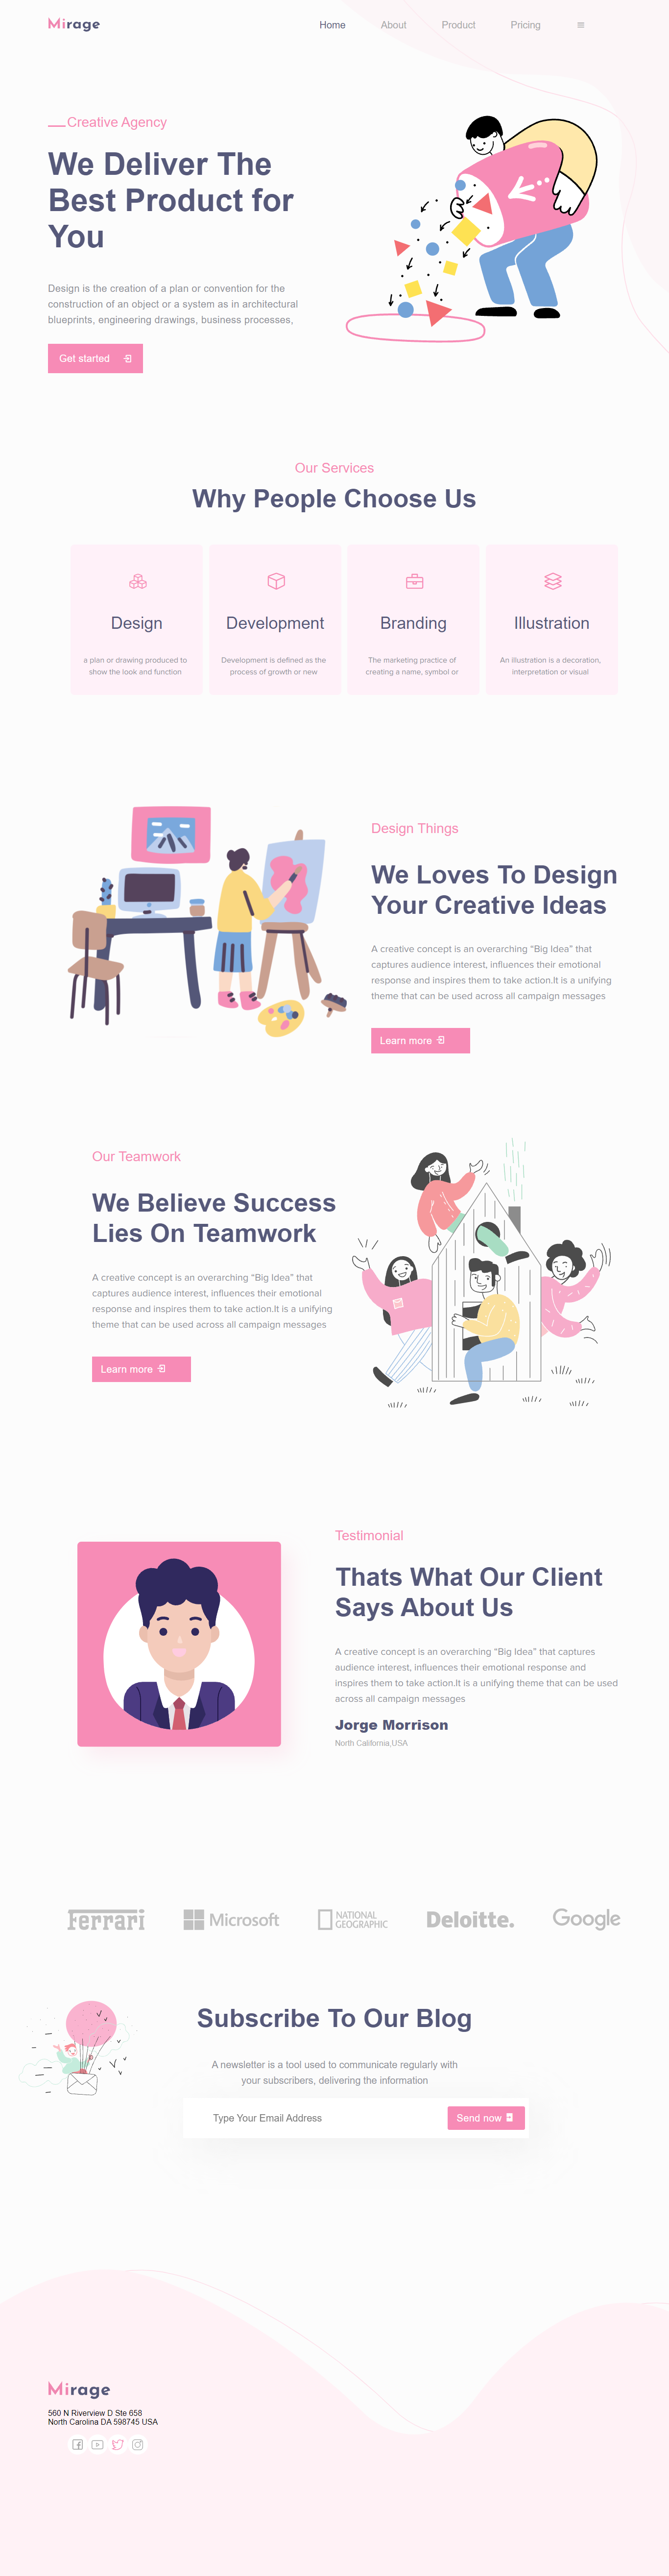 Mirage
Home About Product Pricing
Creative Agency
We Deliver The
Best Product for
You
Design is the creation of a plan or convention for the
construction of an object or a system as in architectural
blueprints, engineering drawings, business processes,
Get started
Our Services
Why People Choose Us
Design
a plan or drawing produced to
show the look and function
Development
Development is defined as the
process of growth or new
Branding
The marketing practice of
creating a name, symbol or
Illustration
An illustration is a decoration,
interpretation or visual
Design Things
We Loves To Design
Your Creative Ideas
A creative concept is an overarching “Big Idea” that
captures audience interest, influences their emotional
response and inspires them to take action.It is a unifying
theme that can be used across all campaign messages
Learn more
Our Teamwork
We Believe Success
Lies On Teamwork
A creative concept is an overarching “Big Idea” that
captures audience interest, influences their emotional
response and inspires them to take action.It is a unifying
theme that can be used across all campaign messages
Learn more
Testimonial
Thats What Our Client
Says About Us
A creative concept is an overarching “Big Idea” that captures
audience interest, influences their emotional response and
inspires them to take action.It is a unifying theme that can be used
across all campaign messages
Jorge Morrison
North California,USA
Ferrari
Microsoft
NATIONAL
GEOGRAPHIC
Deloitte.
Google
Subscribe To Our Blog
A newsletter is a tool used to communicate regularly with
your subscribers, delivering the information
Type Your Email Address
Send now
Mirage
560 N Riverview D Ste 658
North Carolina DA 598745 USA